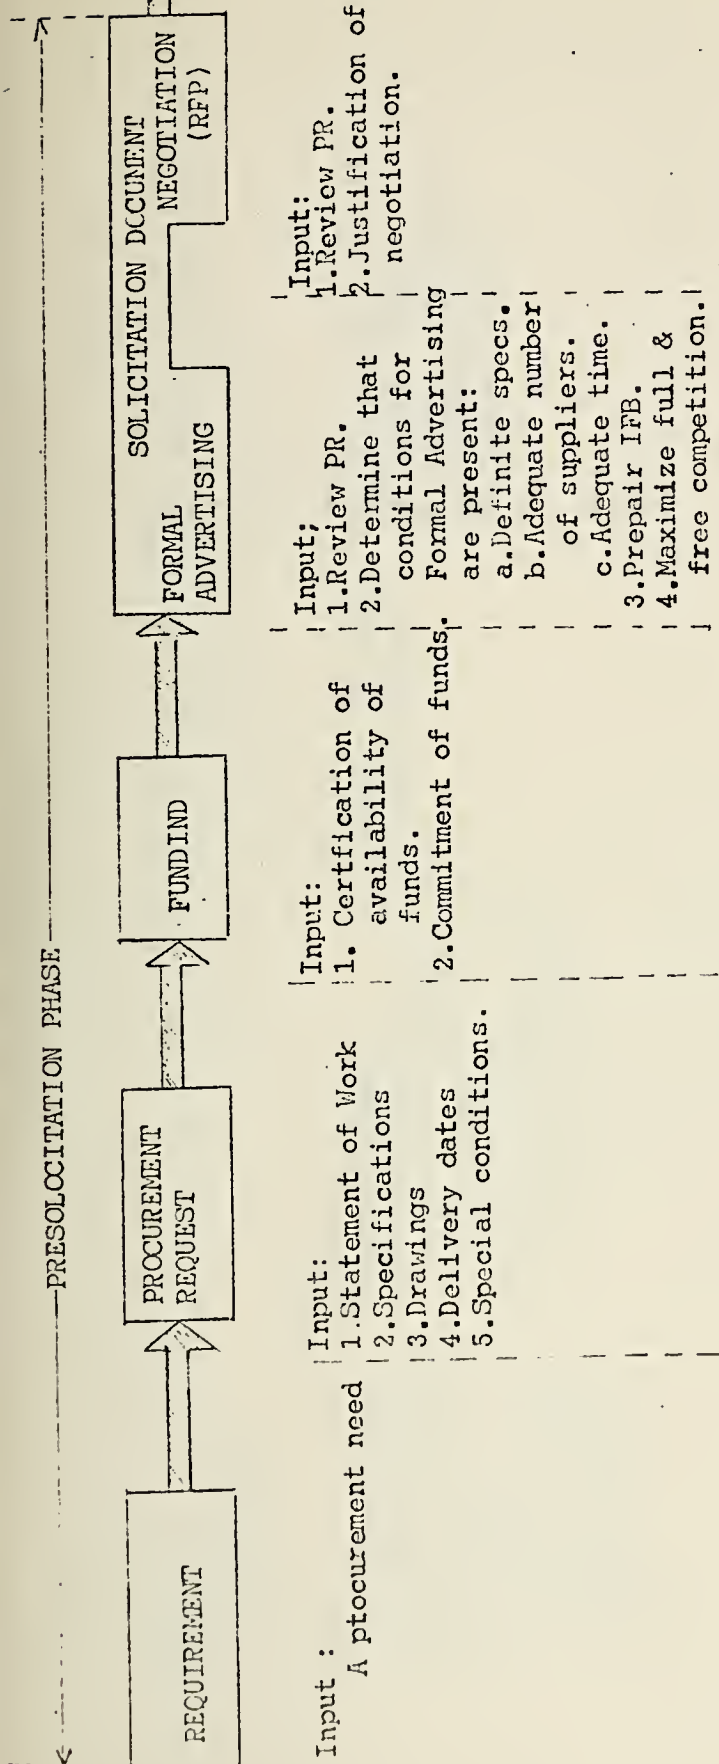 PRESOLOCITATION PHASE
REQUIREMENT
PROCUREMENT
REQUEST
FUNDIND
SOLICITATION DOCUMENT
FORMAL
ADVERTISING
NEGOTIATION
(RFP)
Input :
A ptocurement need
Input:
1.Statement of Work
2.Specifications
3.Drawings
4.Delivery dates
5.Special conditions.
Input:
1. Certfication of
availability of
funds.
2.Commitment of funds.
Input;
1.Review PR.
2.Determine that
conditions for
Formal Advertising
are present:
a.Definite specs.
b.Adequate number
of suppliers.
c.Adequate time.
3.Prepair IFB.
4.Maximize full &
free competition.
Input:
1.Review PR.
2.Justification of
negotiation.